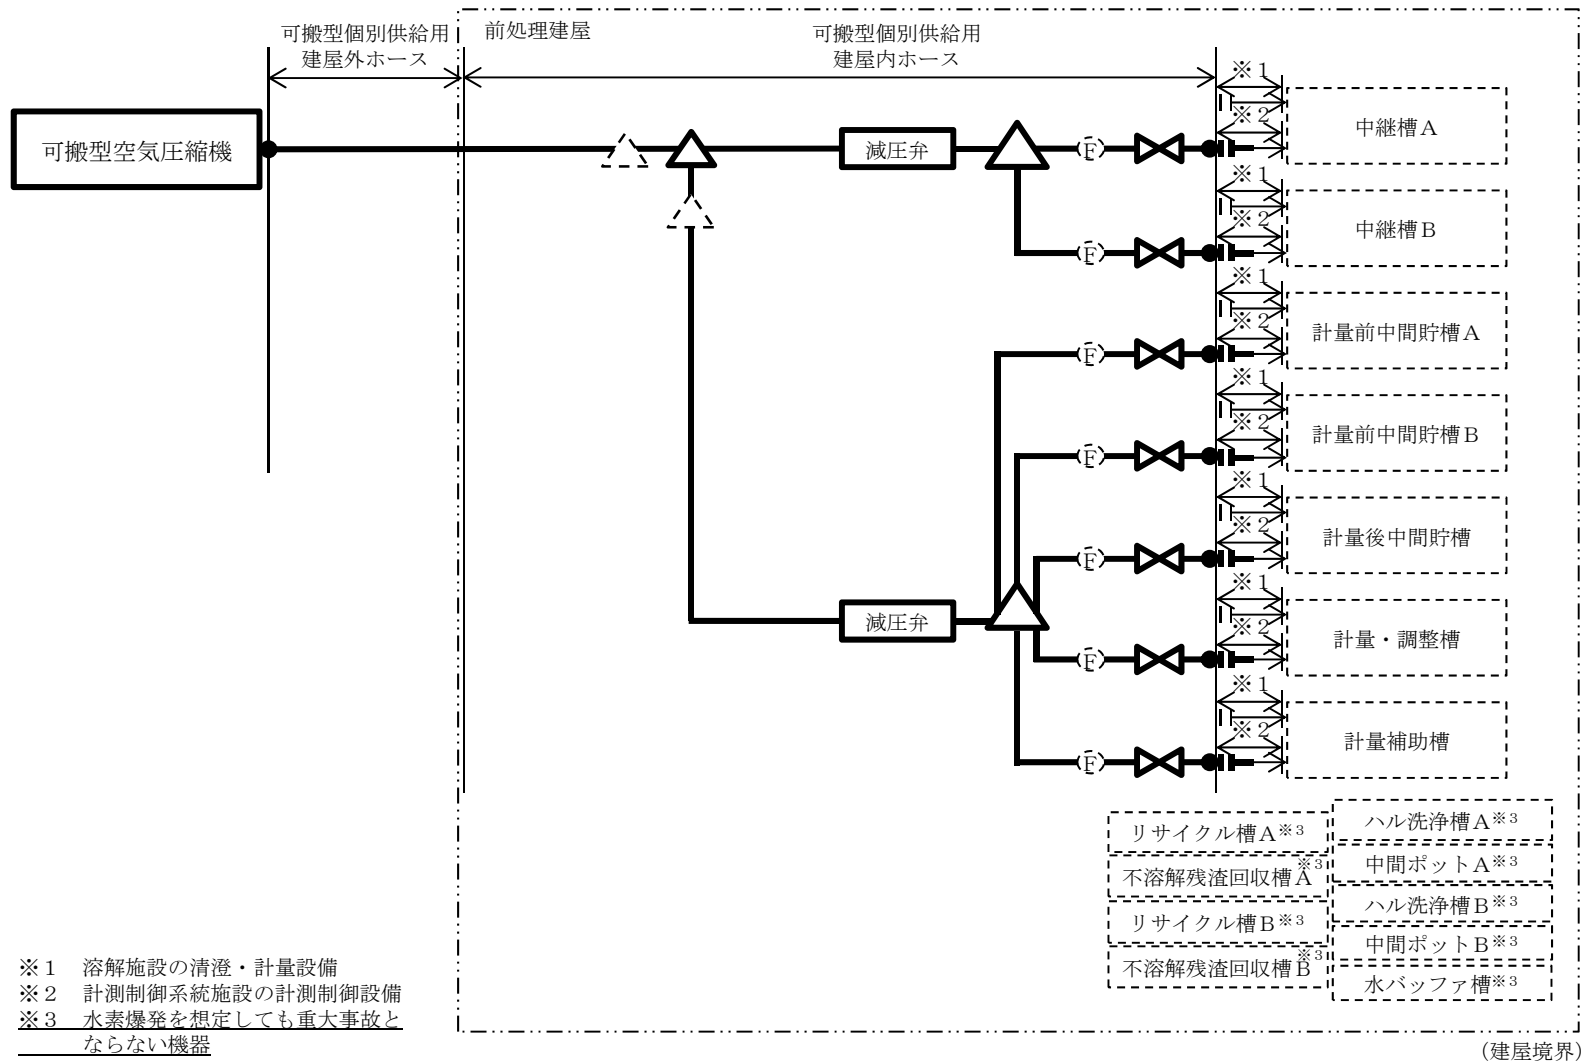 可搬型個別供給用
建屋外ホース
前処理建屋
可搬型個別供給用
建屋内ホース
可搬型空気圧縮機
減圧弁
F
※1
※2
中継槽A
F
※1
※2
中継槽B
F
※1
※2
計量前中間貯槽A
F
※1
※2
計量前中間貯槽B
F
※1
※2
計量後中間貯槽
減圧弁
F
※1
※2
計量・調整槽
F
※1
※2
計量補助槽
リサイクル槽A※3
不溶解残渣回収槽A※3
リサイクル槽B※3
不溶解残渣回収槽B※3
ハル洗浄槽A※3
中間ポットA※3
ハル洗浄槽B※3
中間ポットB※3
水バッファ槽※3
※1 溶解施設の清澄・計量設備
※2 計測制御系統施設の計測制御設備
※3 水素爆発を想定しても重大事故と
ならない機器
(建屋境界)